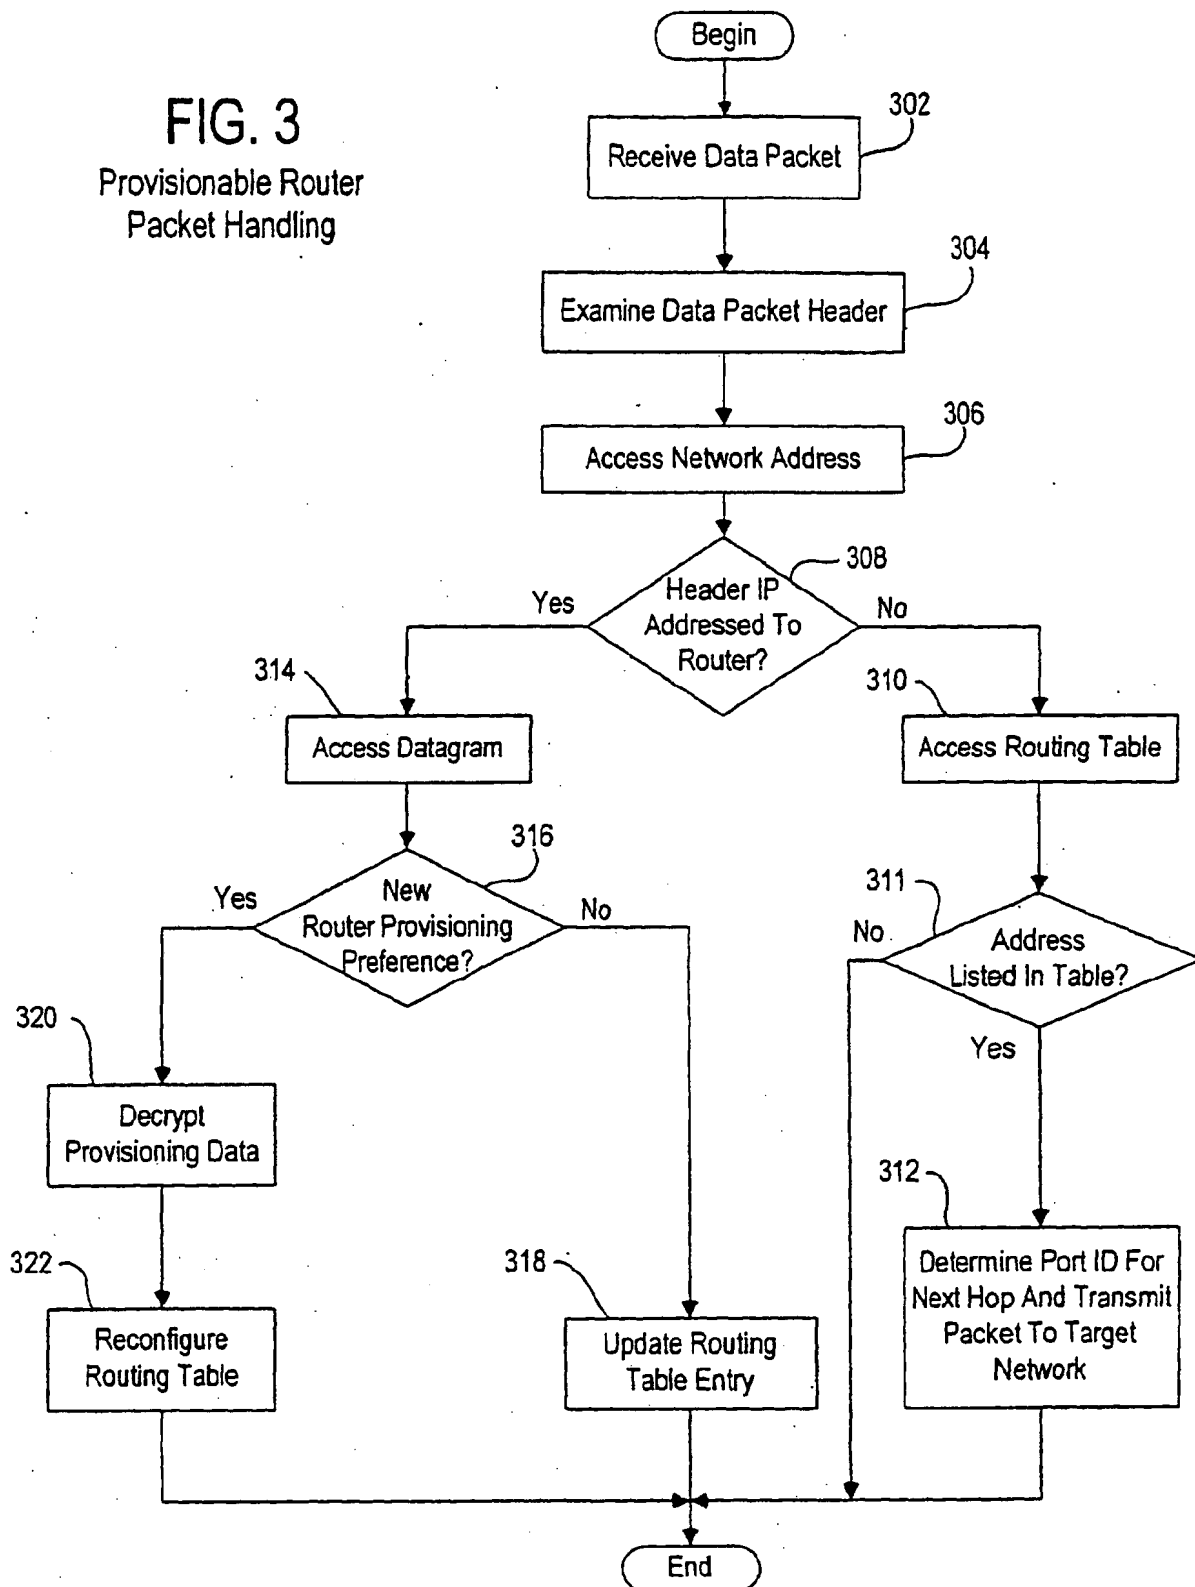 Begin
FIG. 3
Provisionable Router
Packet Handling
302
Receive Data Packet
304
Examine Data Packet Header
306
Access Network Address
308
Header IP
Addressed To
Router?
Yes
No
314
Access Datagram
310
Access Routing Table
316
New
Router Provisioning
Preference?
Yes
No
311
Address
Listed In Table?
No
Yes
320
Decrypt
Provisioning Data
322
Reconfigure
Routing Table
318
Update Routing
Table Entry
312
Determine Port ID For
Next Hop And Transmit
Packet To Target
Network
End